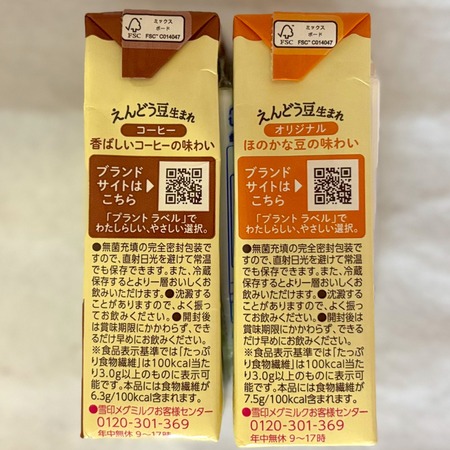 ミックス
ボード
FSC
FSC™ C014047
えんどう豆生まれ
コーヒー
香ばしいコーヒーの味わい
ブランド
サイトは
こちら
「プラントラベル」で
わたしらしい、やさしい選択。
●無菌充填の完全密封包装で
すので、直射日光を避けて常温
でも保存できます。また、冷蔵
保存するとより一層おいしくお
飲みいただけます。●沈澱する
ことがありますので、よく振っ
てお飲みください。●開封後
は賞味期限にかかわらず、でき
るだけ早めにお飲みください。
※食品表示基準では「たっぷ
り食物繊維」は100kcal当
たり3.0g以上のものに表示可
能です。本品には食物繊維が
6.3g/100kcal含まれます。
●雪印メグミルクお客様センター
0120-301-369
年中無休 9〜17時
ミックス
ボード
FSC
FSC™ C014047
えんどう豆生まれ
オリジナル
ほのかな豆の味わい
ブランド
サイトは
こちら
「プラントラベル」で
わたしらしい、やさしい選択。
●無菌充填の完全密封包装で
すので、直射日光を避けて常温
でも保存できます。また、冷蔵
保存するとより一層おいしくお
飲みいただけます。●沈澱する
ことがありますので、よく振っ
てお飲みください。●開封後
は賞味期限にかかわらず、でき
るだけ早めにお飲みください。
※食品表示基準では「たっぷ
り食物繊維」は100kcal当
たり3.0g以上のものに表示可
能です。本品には食物繊維が
7.5g/100kcal含まれます。
●雪印メグミルクお客様センター
0120-301-369
年中無休 9〜17時